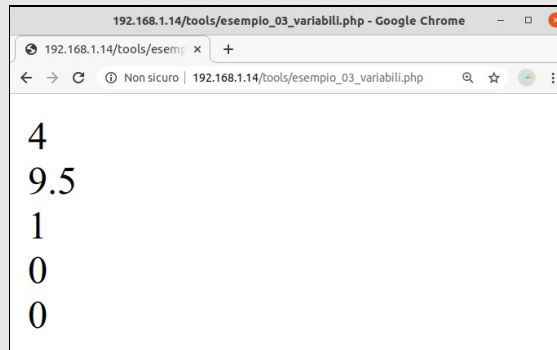 192.168.1.14/tools/esempio_03_variabili.php - Google Chrome
192.168.1.14/tools/esemp
Non sicuro | 192.168.1.14/tools/esempio_03_variabili.php
4
9.5
1
0
0